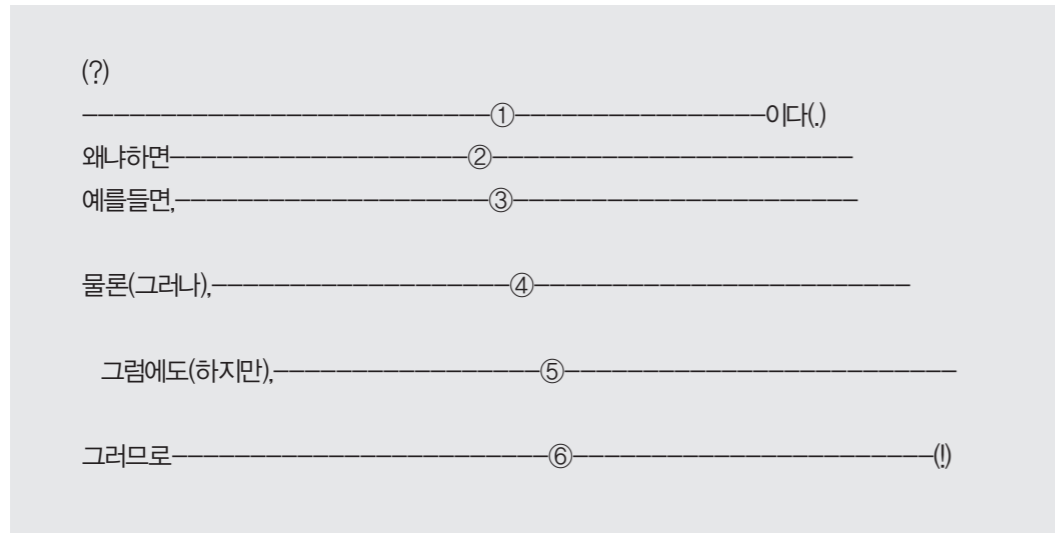 (?)
--------------------------①----------------이다(.)
왜냐하면-------------------②-----------------------
예를들면,--------------------③----------------------
물론(그러나),-------------------④------------------------
그럼에도(하지만),-----------------⑤-------------------------
그러므로------------------------⑥-----------------------(!)